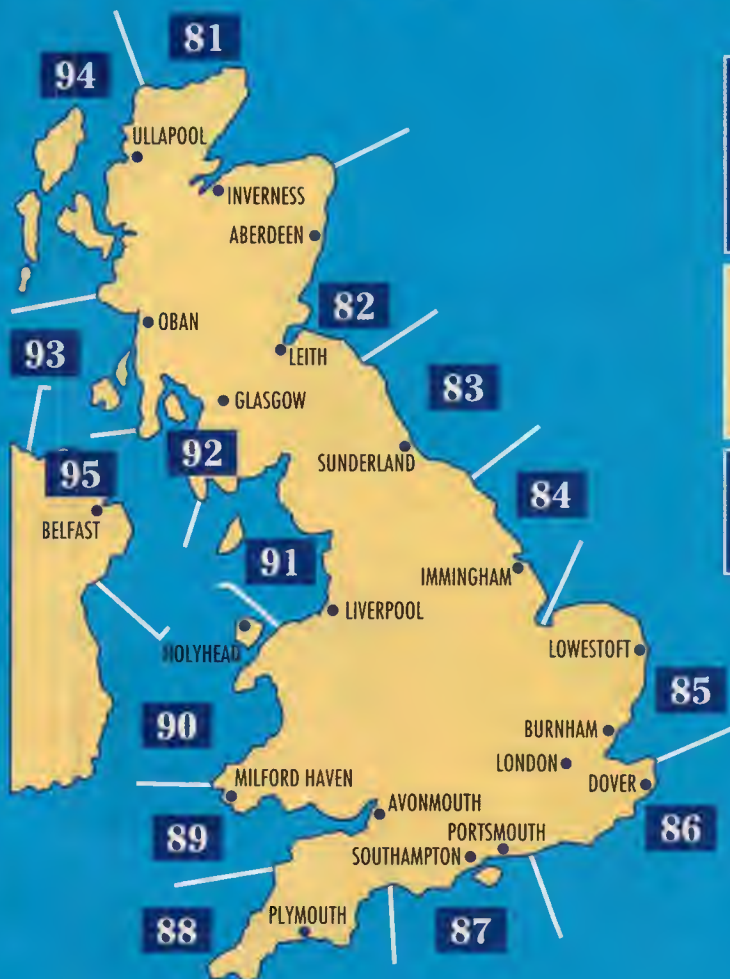 81
94
ULLAPOOL
INVERNESS
ABERDEEN
82
OBAN
93
LEITH
83
GLASGOW
92
SUNDERLAND
95
84
BELFAST
91
IMMINGHAM
LIVERPOOL
HOLYHEAD
LOWESTOFT
85
90
BURNHAM
LONDON
MILFORD HAVEN
DOVER
AVONMOUTH
86
PORTSMOUTH
89
SOUTHAMPTON
PLYMOUTH
88
87